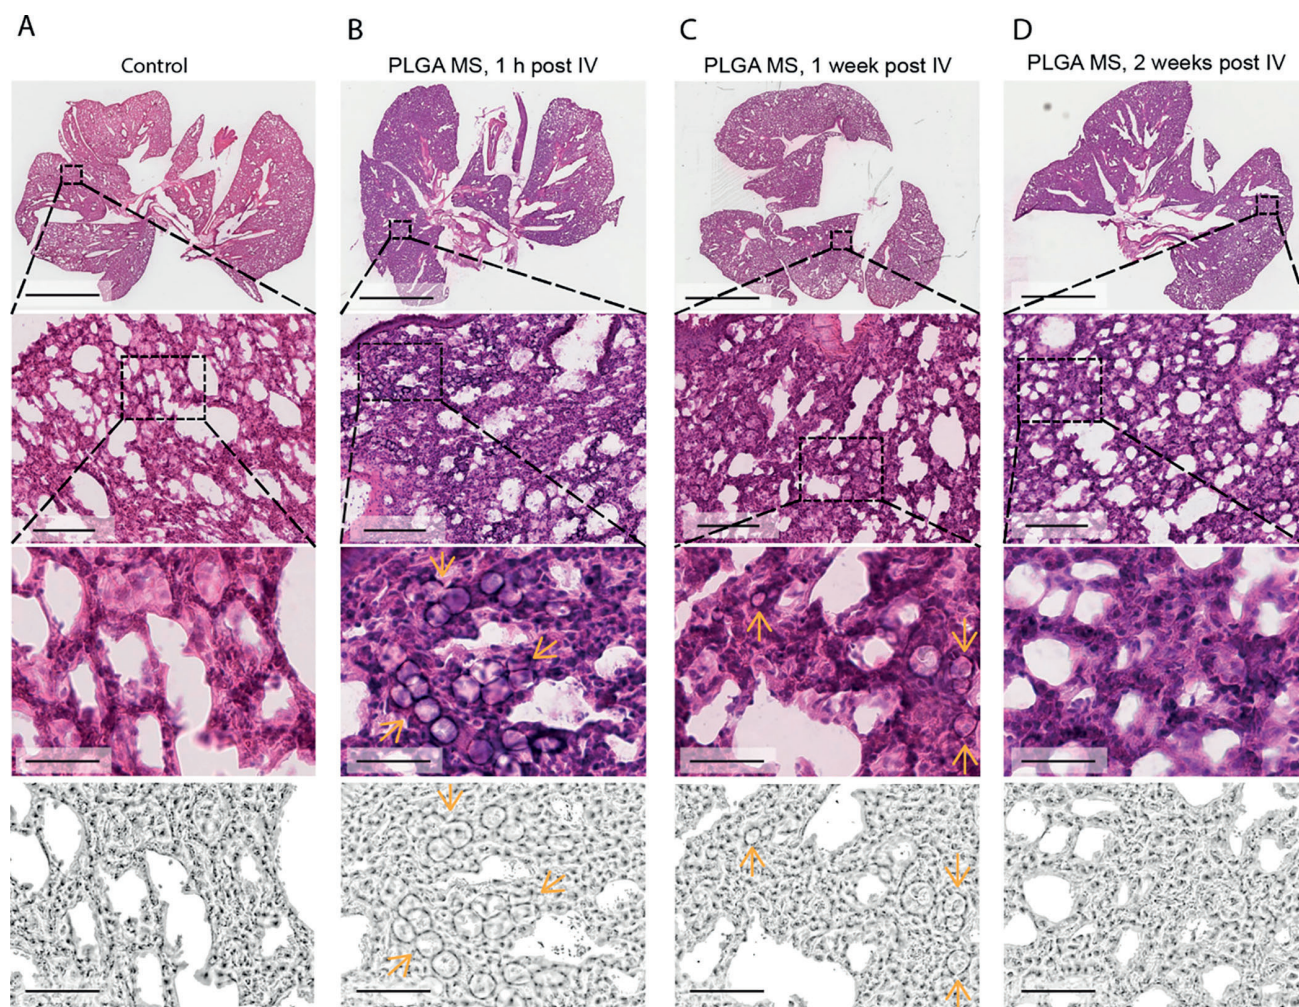 A
B
C
D
Control
PLGA MS, 1 h post IV
PLGA MS, 1 week post IV
PLGA MS, 2 weeks post IV